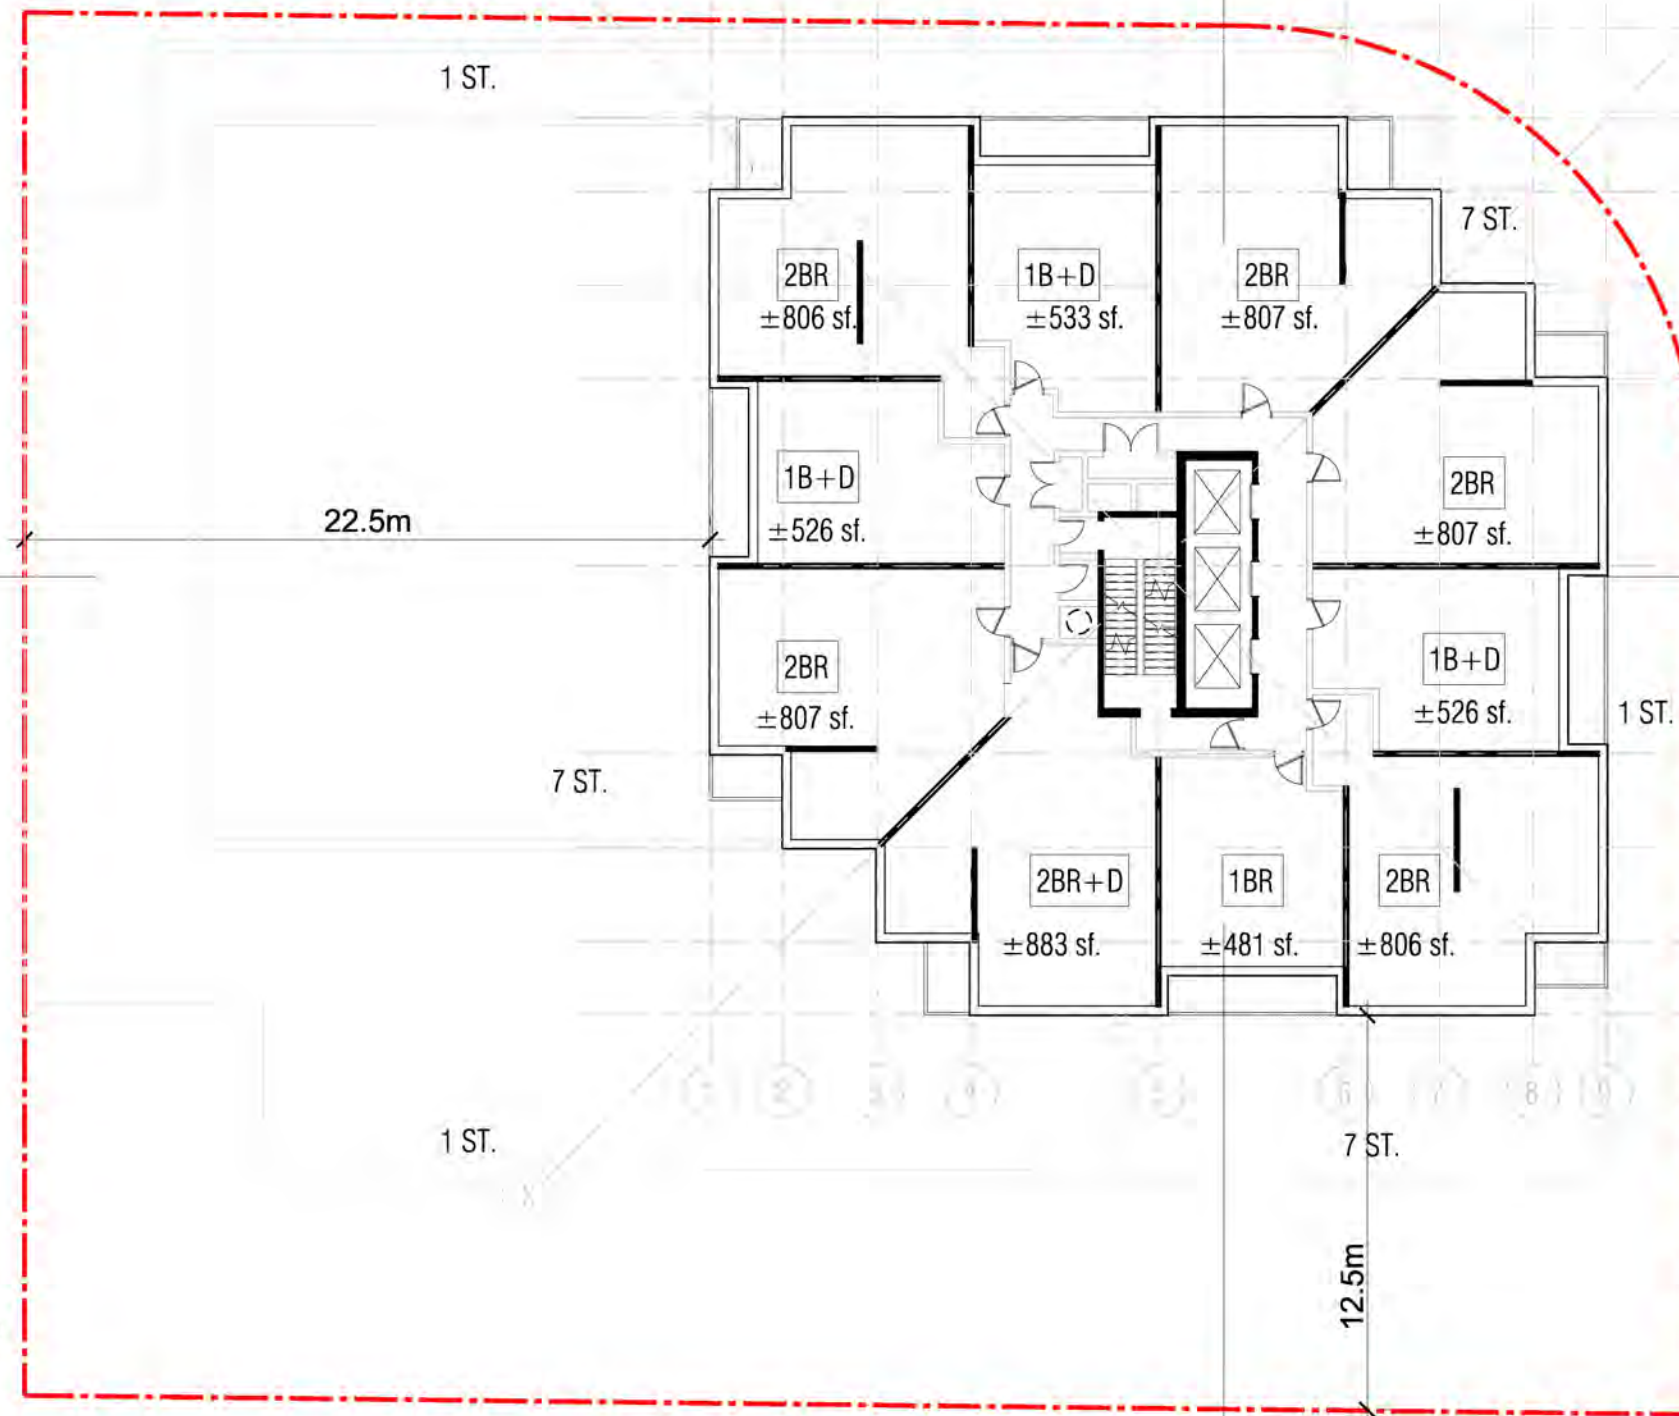 1 ST.
7 ST.
2BR
±806 sf.
1B+D
±533 sf.
2BR
±807 sf.
1B+D
±526 sf.
2BR
±807 sf.
22.5m
2BR
±807 sf.
1B+D
±526 sf.
1 ST.
7 ST.
2BR+D
±883 sf.
1BR
±481 sf.
2BR
±806 sf.
1 ST.
7 ST.
12.5m